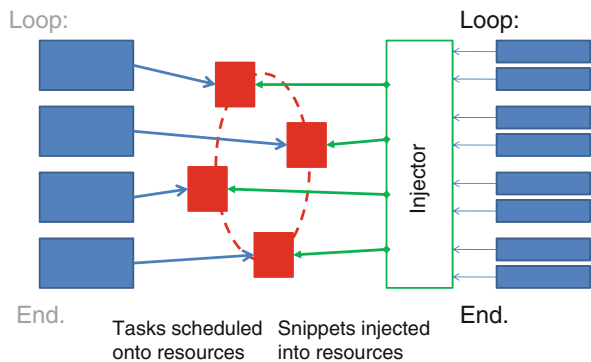 Loop:
Loop:
Injector
End.
End.
Tasks scheduled
onto resources
Snippets injected
into resources